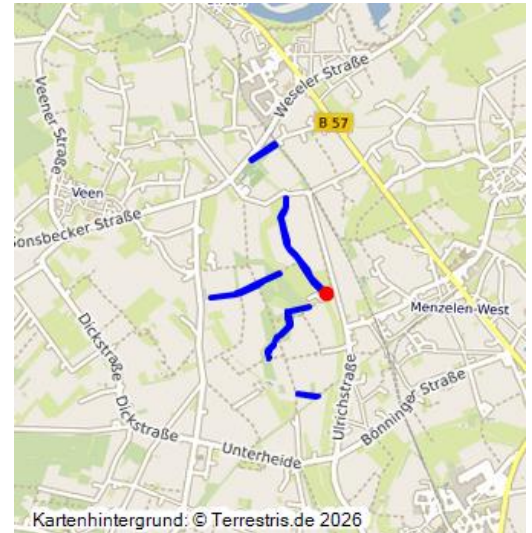 Weseler Straße
B 57
Veener Straße
Veen
Sonsbecker Straße
Menzelen-West
Dickstraße
Dickstraße
Ulrichstraße
Bönninger Straße
Unterheide
Kartenhintergrund: © Terrestris.de 2026